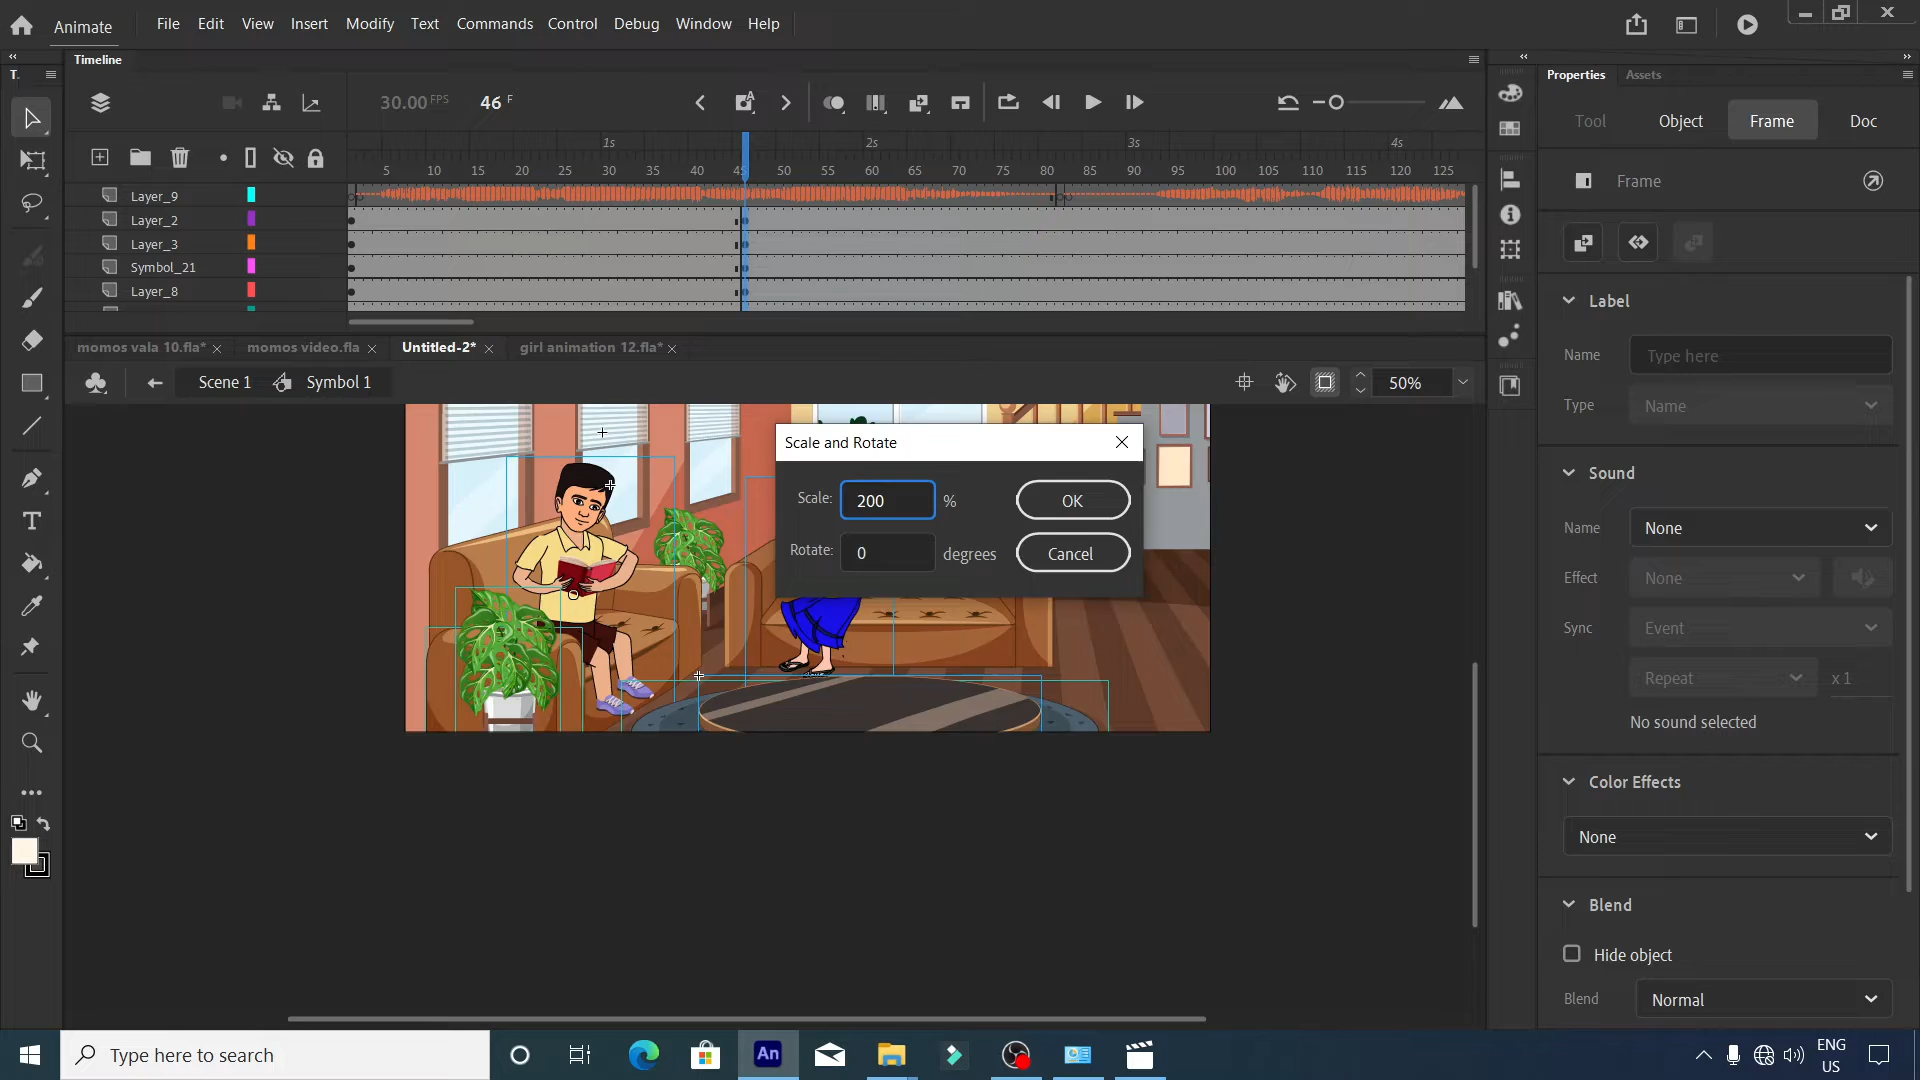 Animate File Edit View Insert Modify Text Commands Control Debug Window Help
T. Timeline Properties Assets
30.00 FPS 46 F
Tool Object Frame Doc
1s 2s 3s 4s
5 10 15 20 25 30 35 40 45 50 55 60 65 70 75 80 85 90 95 100 105 110 115 120 125
Layer_9
Layer_2
Layer_3
Symbol_21
Layer_8
Frame
Label
Name Type here
Type Name
momos vala 10.fla* momos video.fla Untitled-2* girl animation 12.fla*
Scene 1 Symbol 1 50%
Scale and Rotate
Scale: 200 % OK
Rotate: 0 degrees Cancel
Sound
Name None
Effect None
Sync Event
Repeat x 1
No sound selected
Color Effects
None
Blend
Hide object
Blend Normal
Type here to search
An
ENG
US